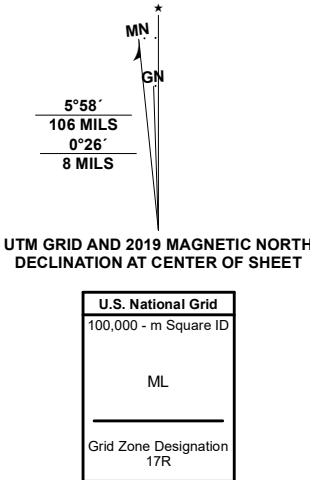 ★
MN
GN
5°58´
106 MILS
0°26´
8 MILS
UTM GRID AND 2019 MAGNETIC NORTH
DECLINATION AT CENTER OF SHEET
U.S. National Grid
100,000 - m Square ID
ML
Grid Zone Designation
17R